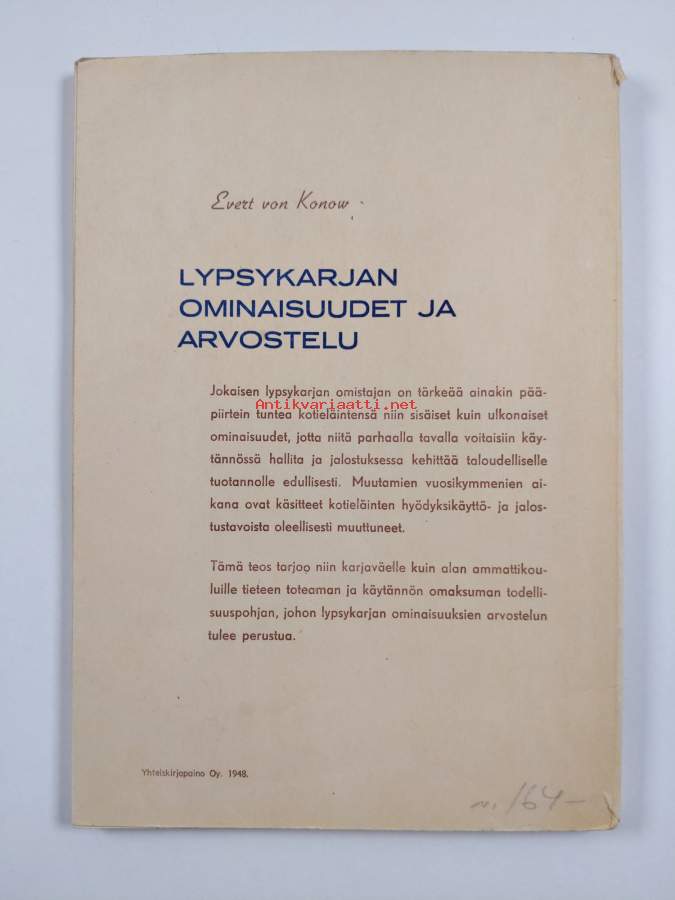 Evert von Konow
LYPSYKARJAN
OMINAISUUDET JA
ARVOSTELU
Jokaisen lypsykarjan omistajan on tärkeää ainakin pää-
Antikvariaatti.net
piirtein tuntea kotieläintensä niin sisäiset kuin ulkonaiset
ominaisuudet, jotta niitä parhaalla tavalla voitaisiin käy-
tännössä hallita ja jalostuksessa kehittää taloudelliselle
tuotannolle edullisesti. Muutamien vuosikymmenien ai-
kana ovat käsitteet kotieläinten hyödyksikäyttö- ja jalos-
tustavoista oleellisesti muuttuneet.
Tämä teos tarjoo niin karjaväelle kuin alan ammattikou-
luille tieteen toteaman ja käytännön omaksuman todelli-
suuspohjan, johon lypsykarjan ominaisuuksien arvostelun
tulee perustua.
Yhteiskirjapaino Oy. 1948.
164-